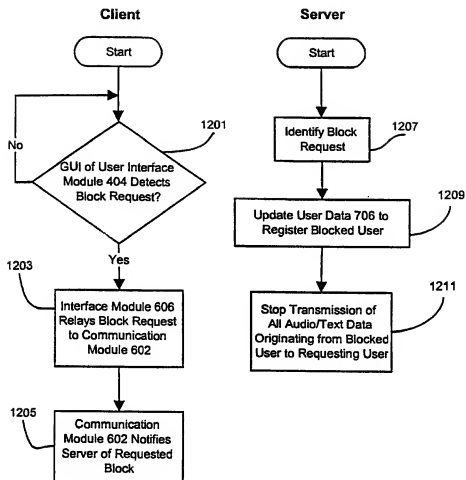 Client
Server
Start
Start
1201
No
GUI of User Interface
Module 404 Detects
Block Request?
1207
Identify Block
Request
1209
Update User Data 706 to
Register Blocked User
Yes
1203
Interface Module 606
Relays Block Request
to Communication
Module 602
1211
Stop Transmission of
All Audio/Text Data
Originating from Blocked
User to Requesting User
1205
Communication
Module 602 Notifies
Server of Requested
Block